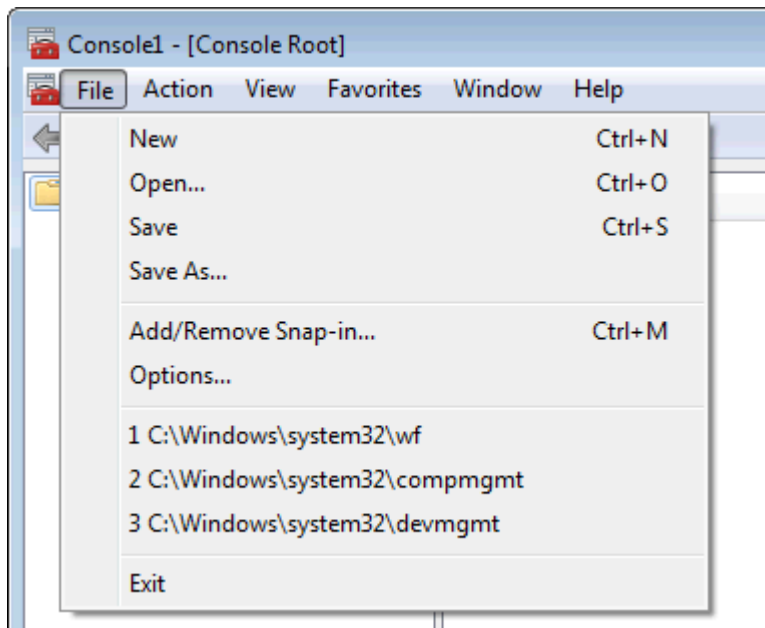 Console1 - [Console Root]
File Action View Favorites Window Help
New Ctrl+N
Open... Ctrl+O
Save Ctrl+S
Save As...
Add/Remove Snap-in... Ctrl+M
Options...
1 C:\Windows\system32\wf
2 C:\Windows\system32\compmgmt
3 C:\Windows\system32\devmgmt
Exit